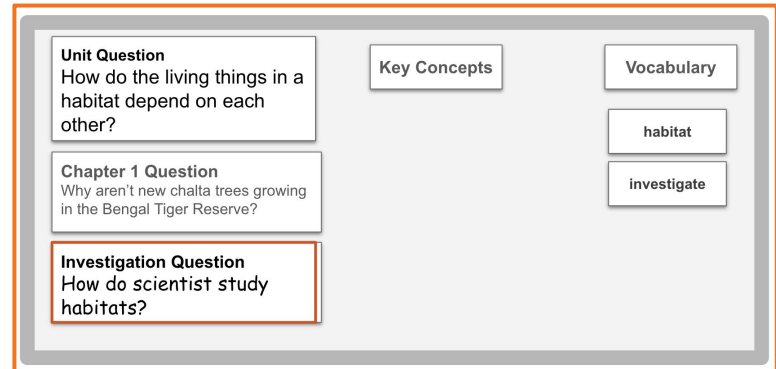 Unit Question
How do the living things in a
habitat depend on each
other?
Chapter 1 Question
Why aren't new chalta trees growing
in the Bengal Tiger Reserve?
Investigation Question
How do scientist study
habitats?
Key Concepts
Vocabulary
habitat
investigate